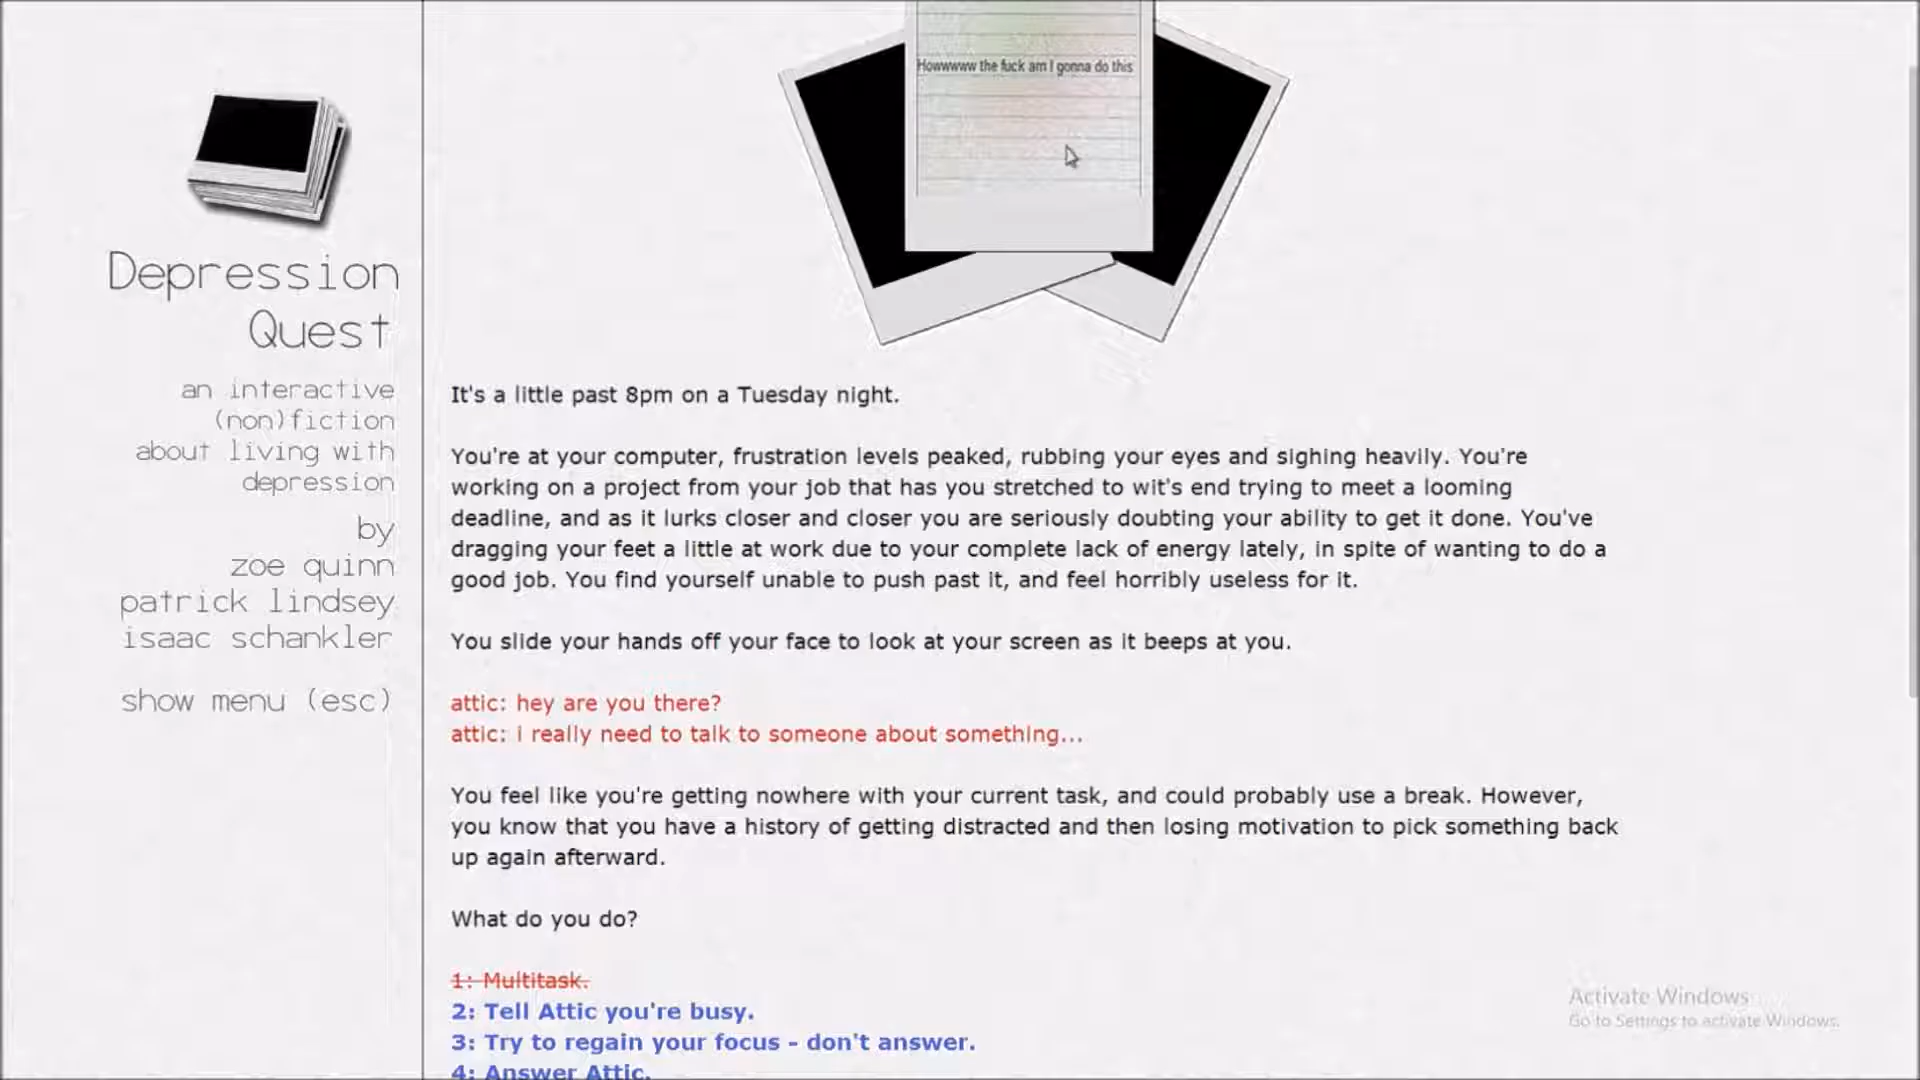 Howwwww the fuck am I gonna do this
Depression
Quest
an interactive
(non)fiction
about living with
depression
by
zoe quinn
patrick lindsey
isaac schankler
show menu (esc)
It's a little past 8pm on a Tuesday night.
You're at your computer, frustration levels peaked, rubbing your eyes and sighing heavily. You're
working on a project from your job that has you stretched to wit's end trying to meet a looming
deadline, and as it lurks closer and closer you are seriously doubting your ability to get it done. You've
dragging your feet a little at work due to your complete lack of energy lately, in spite of wanting to do a
good job. You find yourself unable to push past it, and feel horribly useless for it.
You slide your hands off your face to look at your screen as it beeps at you.
attic: hey are you there?
attic: i really need to talk to someone about something...
You feel like you're getting nowhere with your current task, and could probably use a break. However,
you know that you have a history of getting distracted and then losing motivation to pick something back
up again afterward.
What do you do?
1: Multitask.
2: Tell Attic you're busy.
3: Try to regain your focus - don't answer.
4: Answer Attic.
Activate Windows
Go to Settings to activate Windows.